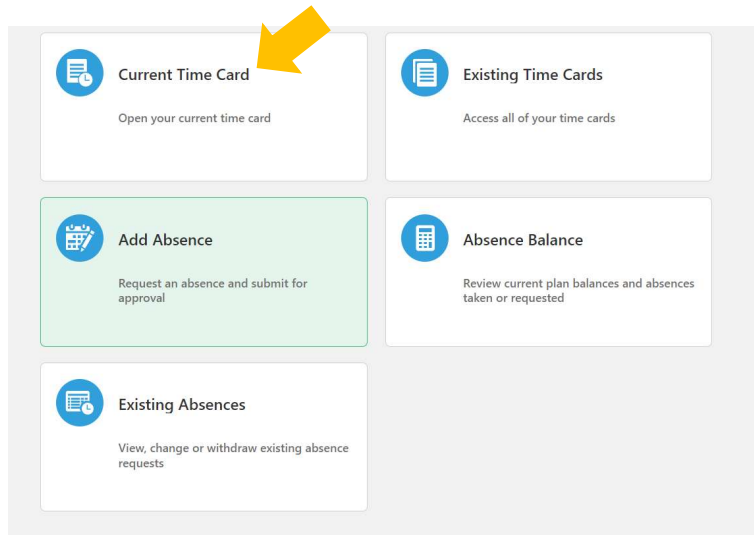 Current Time Card
Open your current time card
Existing Time Cards
Access all of your time cards
Add Absence
Request an absence and submit for
approval
Absence Balance
Review current plan balances and absences
taken or requested
Existing Absences
View, change or withdraw existing absence
requests